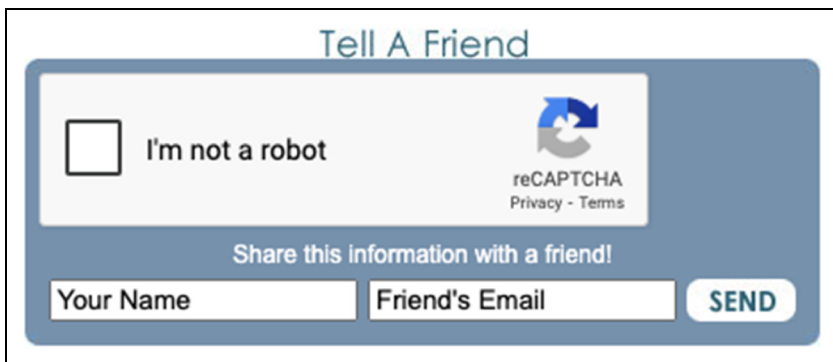 Tell A Friend
I'm not a robot
reCAPTCHA
Privacy - Terms
Share this information with a friend!
Your Name
Friend's Email
SEND